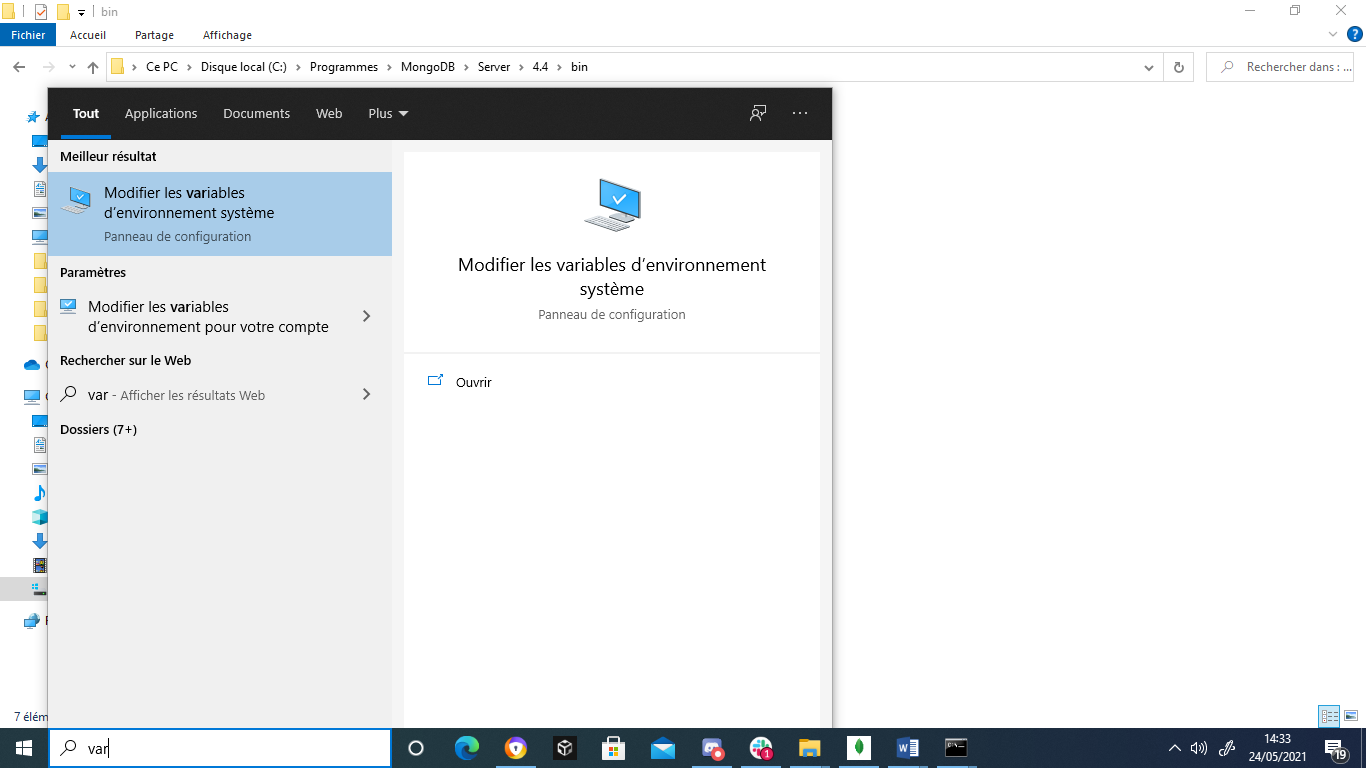 bin
Fichier Accueil Partage Affichage
Ce PC Disque local (C:) Programmes MongoDB Server 4.4 bin
Rechercher dans : ...
Tout Applications Documents Web Plus
Meilleur résultat
Modifier les variables
d'environnement système
Panneau de configuration
Paramètres
Modifier les variables
d'environnement pour votre compte
Rechercher sur le Web
var - Afficher les résultats Web
Dossiers (7+)
Modifier les variables d'environnement
système
Panneau de configuration
Ouvrir
7 élém
var
1
14:33
24/05/2021
19